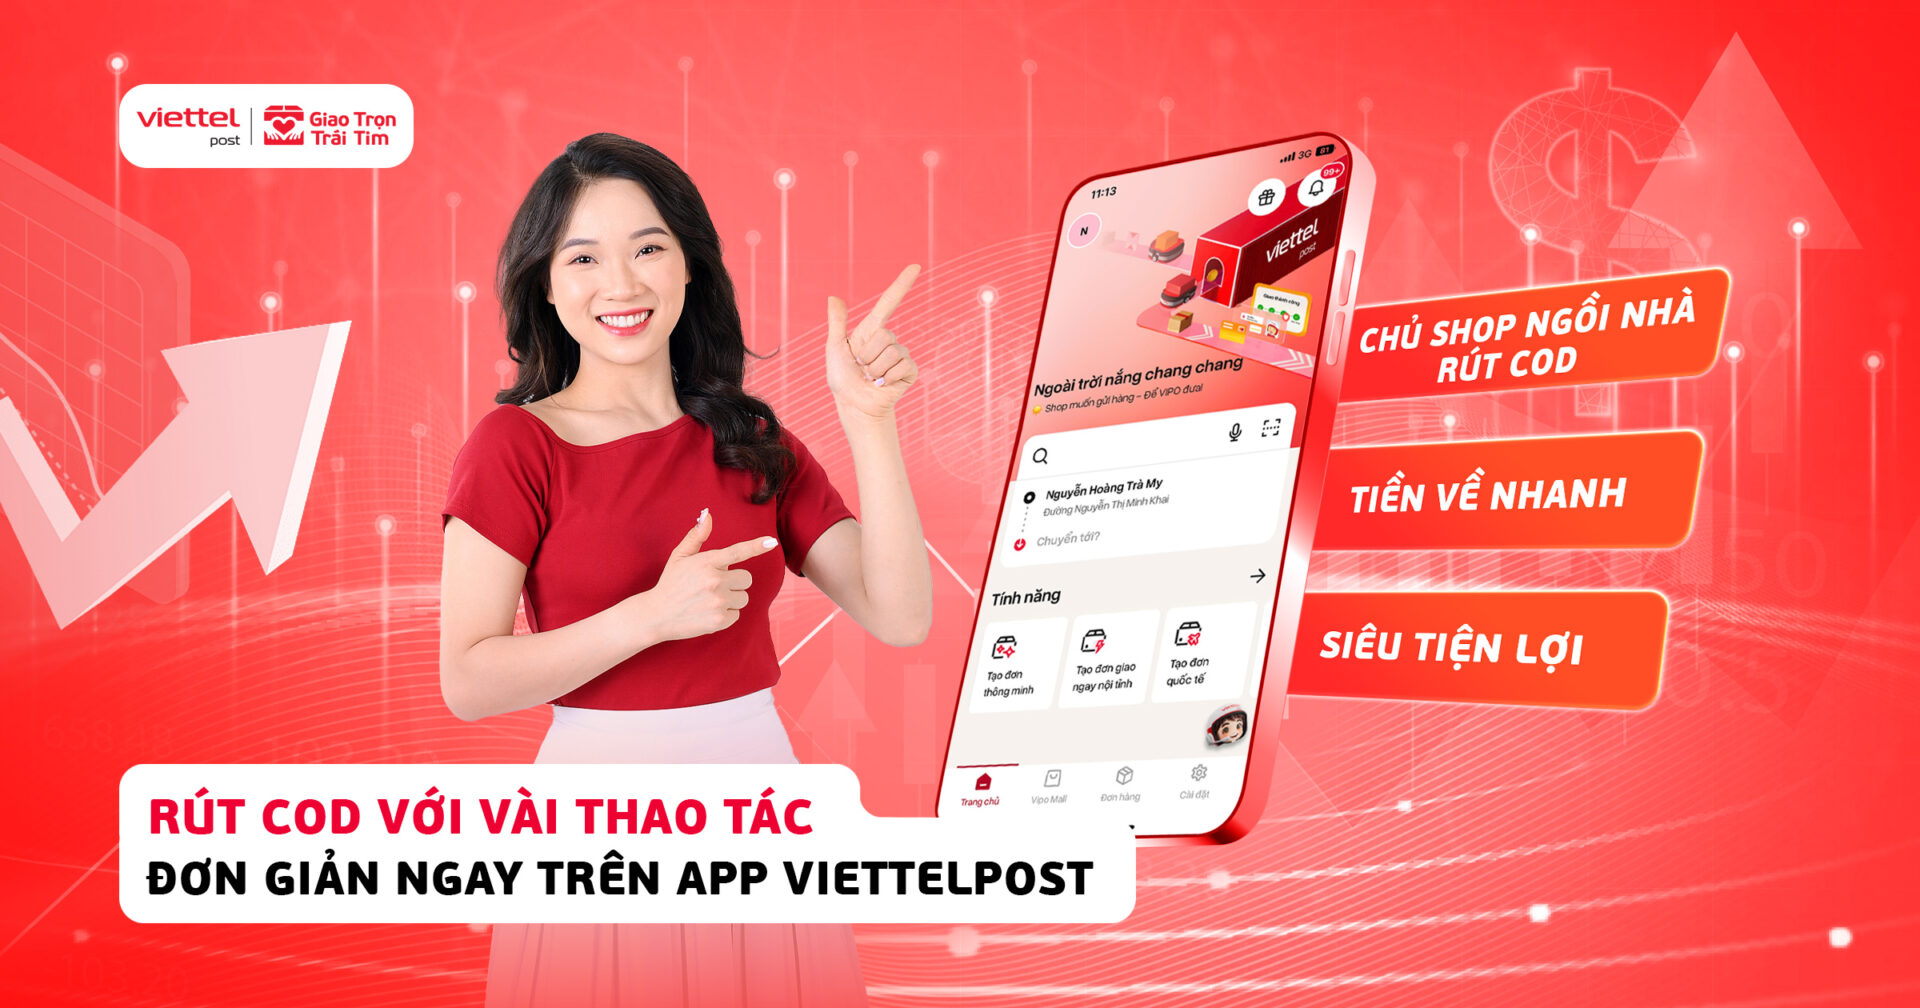 viettel
post
Giao Trọn
Trái Tim
11:13
3G 81
99+
N
viettel
post
Giao thành công
Ngoài trời nắng chang chang
Shop muốn gửi hàng – Để VIPO đưa!
Nguyễn Hoàng Trà My
Đường Nguyễn Thị Minh Khai
Chuyển tới?
Tính năng
Tạo đơn
thông minh
Tạo đơn giao
ngay nội tỉnh
Tạo đơn
quốc tế
Trang chủ
Vipo Mall
Đơn hàng
Cài đặt
CHỦ SHOP NGỒI NHÀ
RÚT COD
TIỀN VỀ NHANH
SIÊU TIỆN LỢI
RÚT COD VỚI VÀI THAO TÁC
ĐƠN GIẢN NGAY TRÊN APP VIETTELPOST